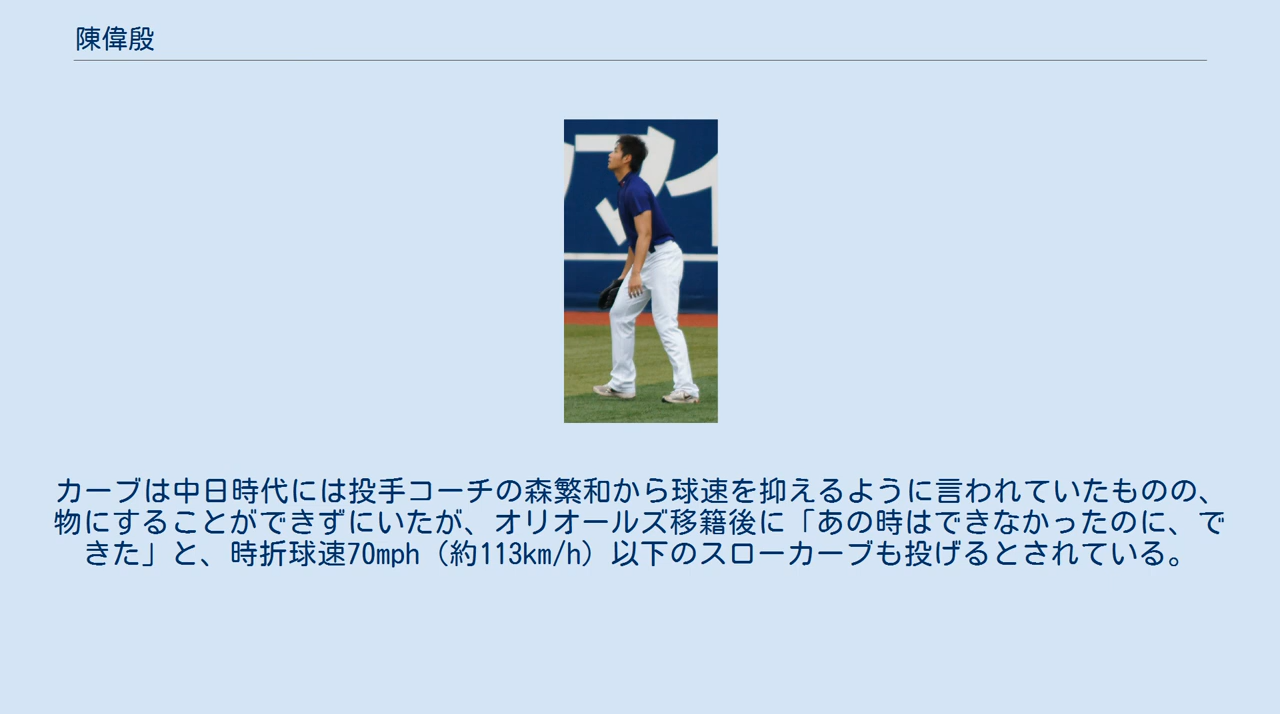 陳偉殷
カーブは中日時代には投手コーチの森繁和から球速を抑えるように言われていたものの、
物にすることができずにいたが、オリオールズ移籍後に「あの時はできなかったのに、で
きた」と、時折球速70mph（約113km/h）以下のスローカーブも投げるとされている。